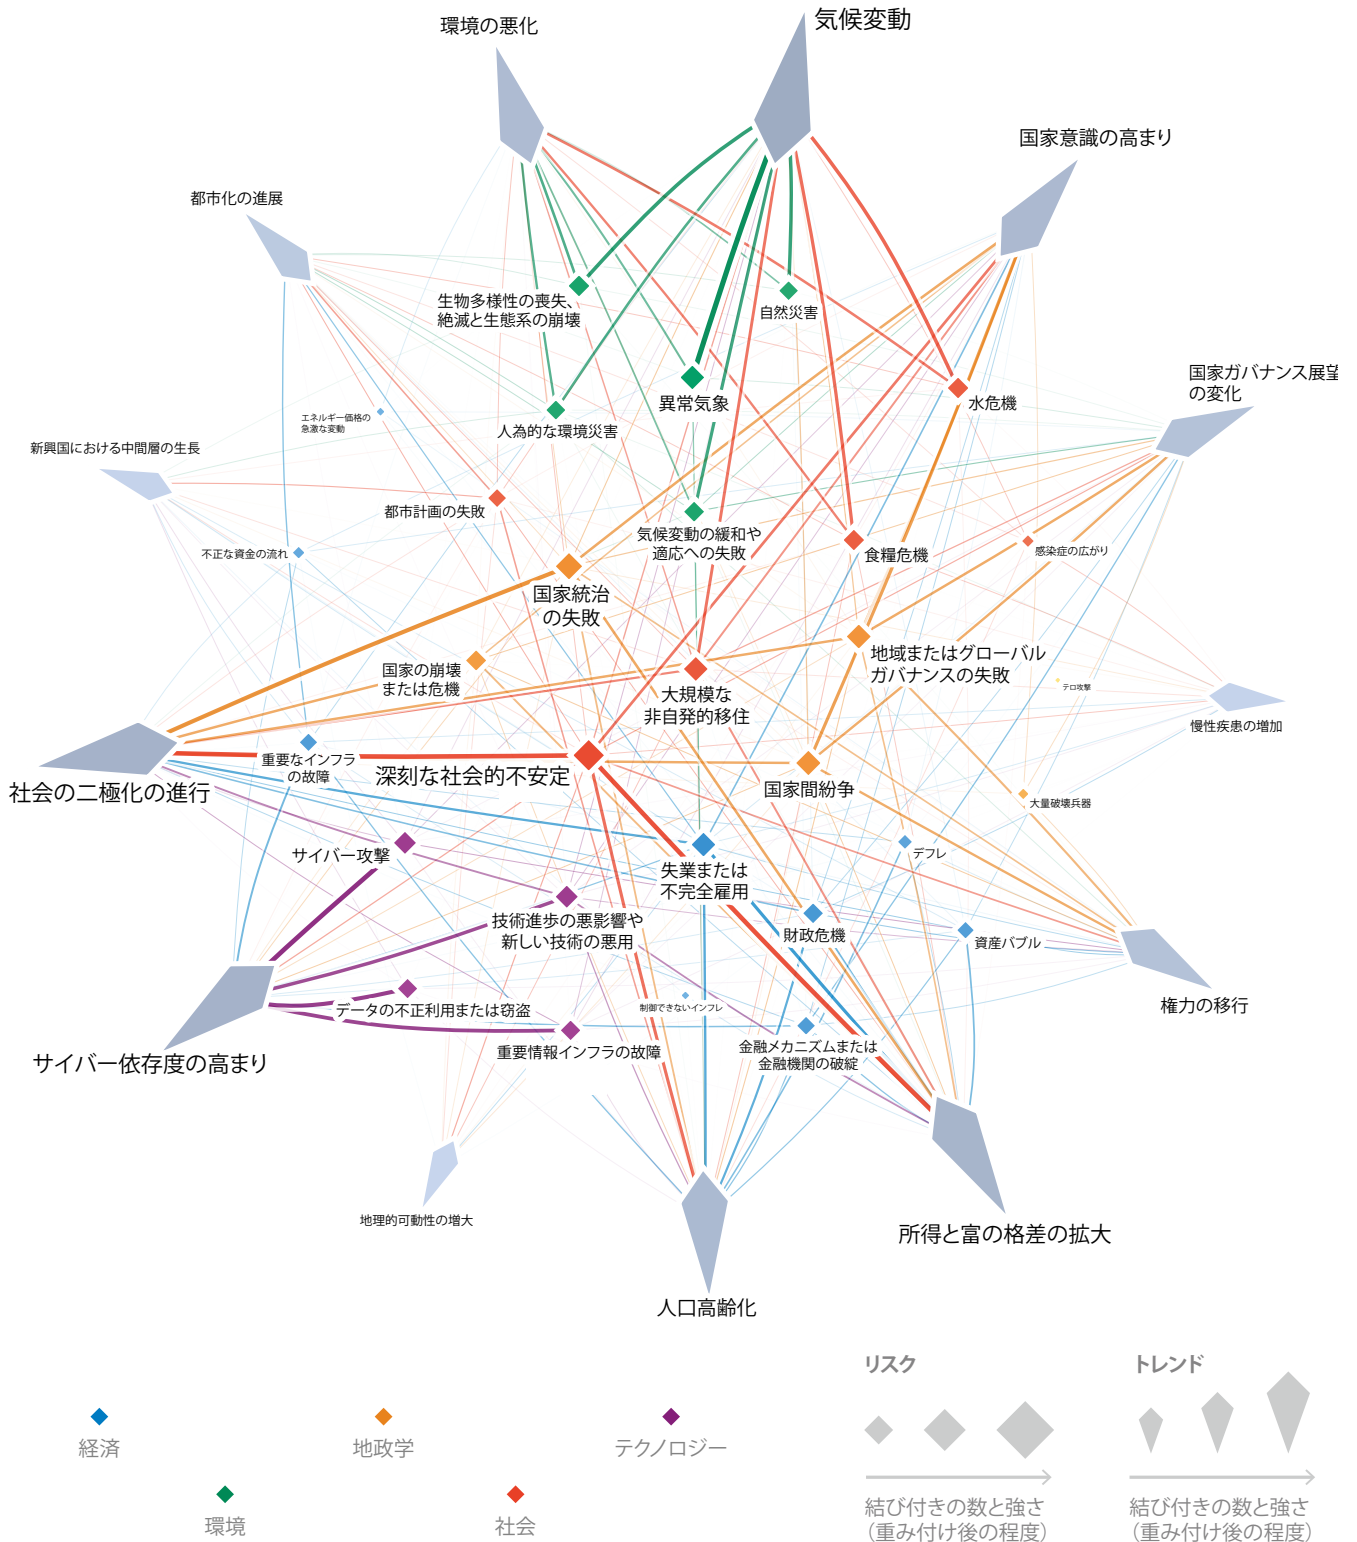 環境の悪化
気候変動
国家意識の高まり
都市化の進展
生物多様性の喪失、
絶滅と生態系の崩壊
自然災害
国家ガバナンス展望
の変化
異常気象
水危機
エネルギー価格の
急激な変動
人為的な環境災害
新興国における中間層の生長
都市計画の失敗
気候変動の緩和や
適応への失敗
食糧危機
感染症の広がり
不正な資金の流れ
国家統治
の失敗
国家の崩壊
または危機
地域またはグローバル
ガバナンスの失敗
テロ攻撃
大規模な
非自発的移住
慢性疾患の増加
重要なインフラ
の故障
社会の二極化の進行
深刻な社会的不安定
国家間紛争
大量破壊兵器
サイバー攻撃
失業または
不完全雇用
デフレ
技術進歩の悪影響や
新しい技術の悪用
財政危機
資産バブル
データの不正利用または窃盗
制御できないインフレ
権力の移行
重要情報インフラの故障
金融メカニズムまたは
金融機関の破綻
サイバー依存度の高まり
地理的可動性の増大
所得と富の格差の拡大
人口高齢化
リスク
トレンド
経済
地政学
テクノロジー
環境
社会
結び付きの数と強さ
（重み付け後の程度）
結び付きの数と強さ
（重み付け後の程度）